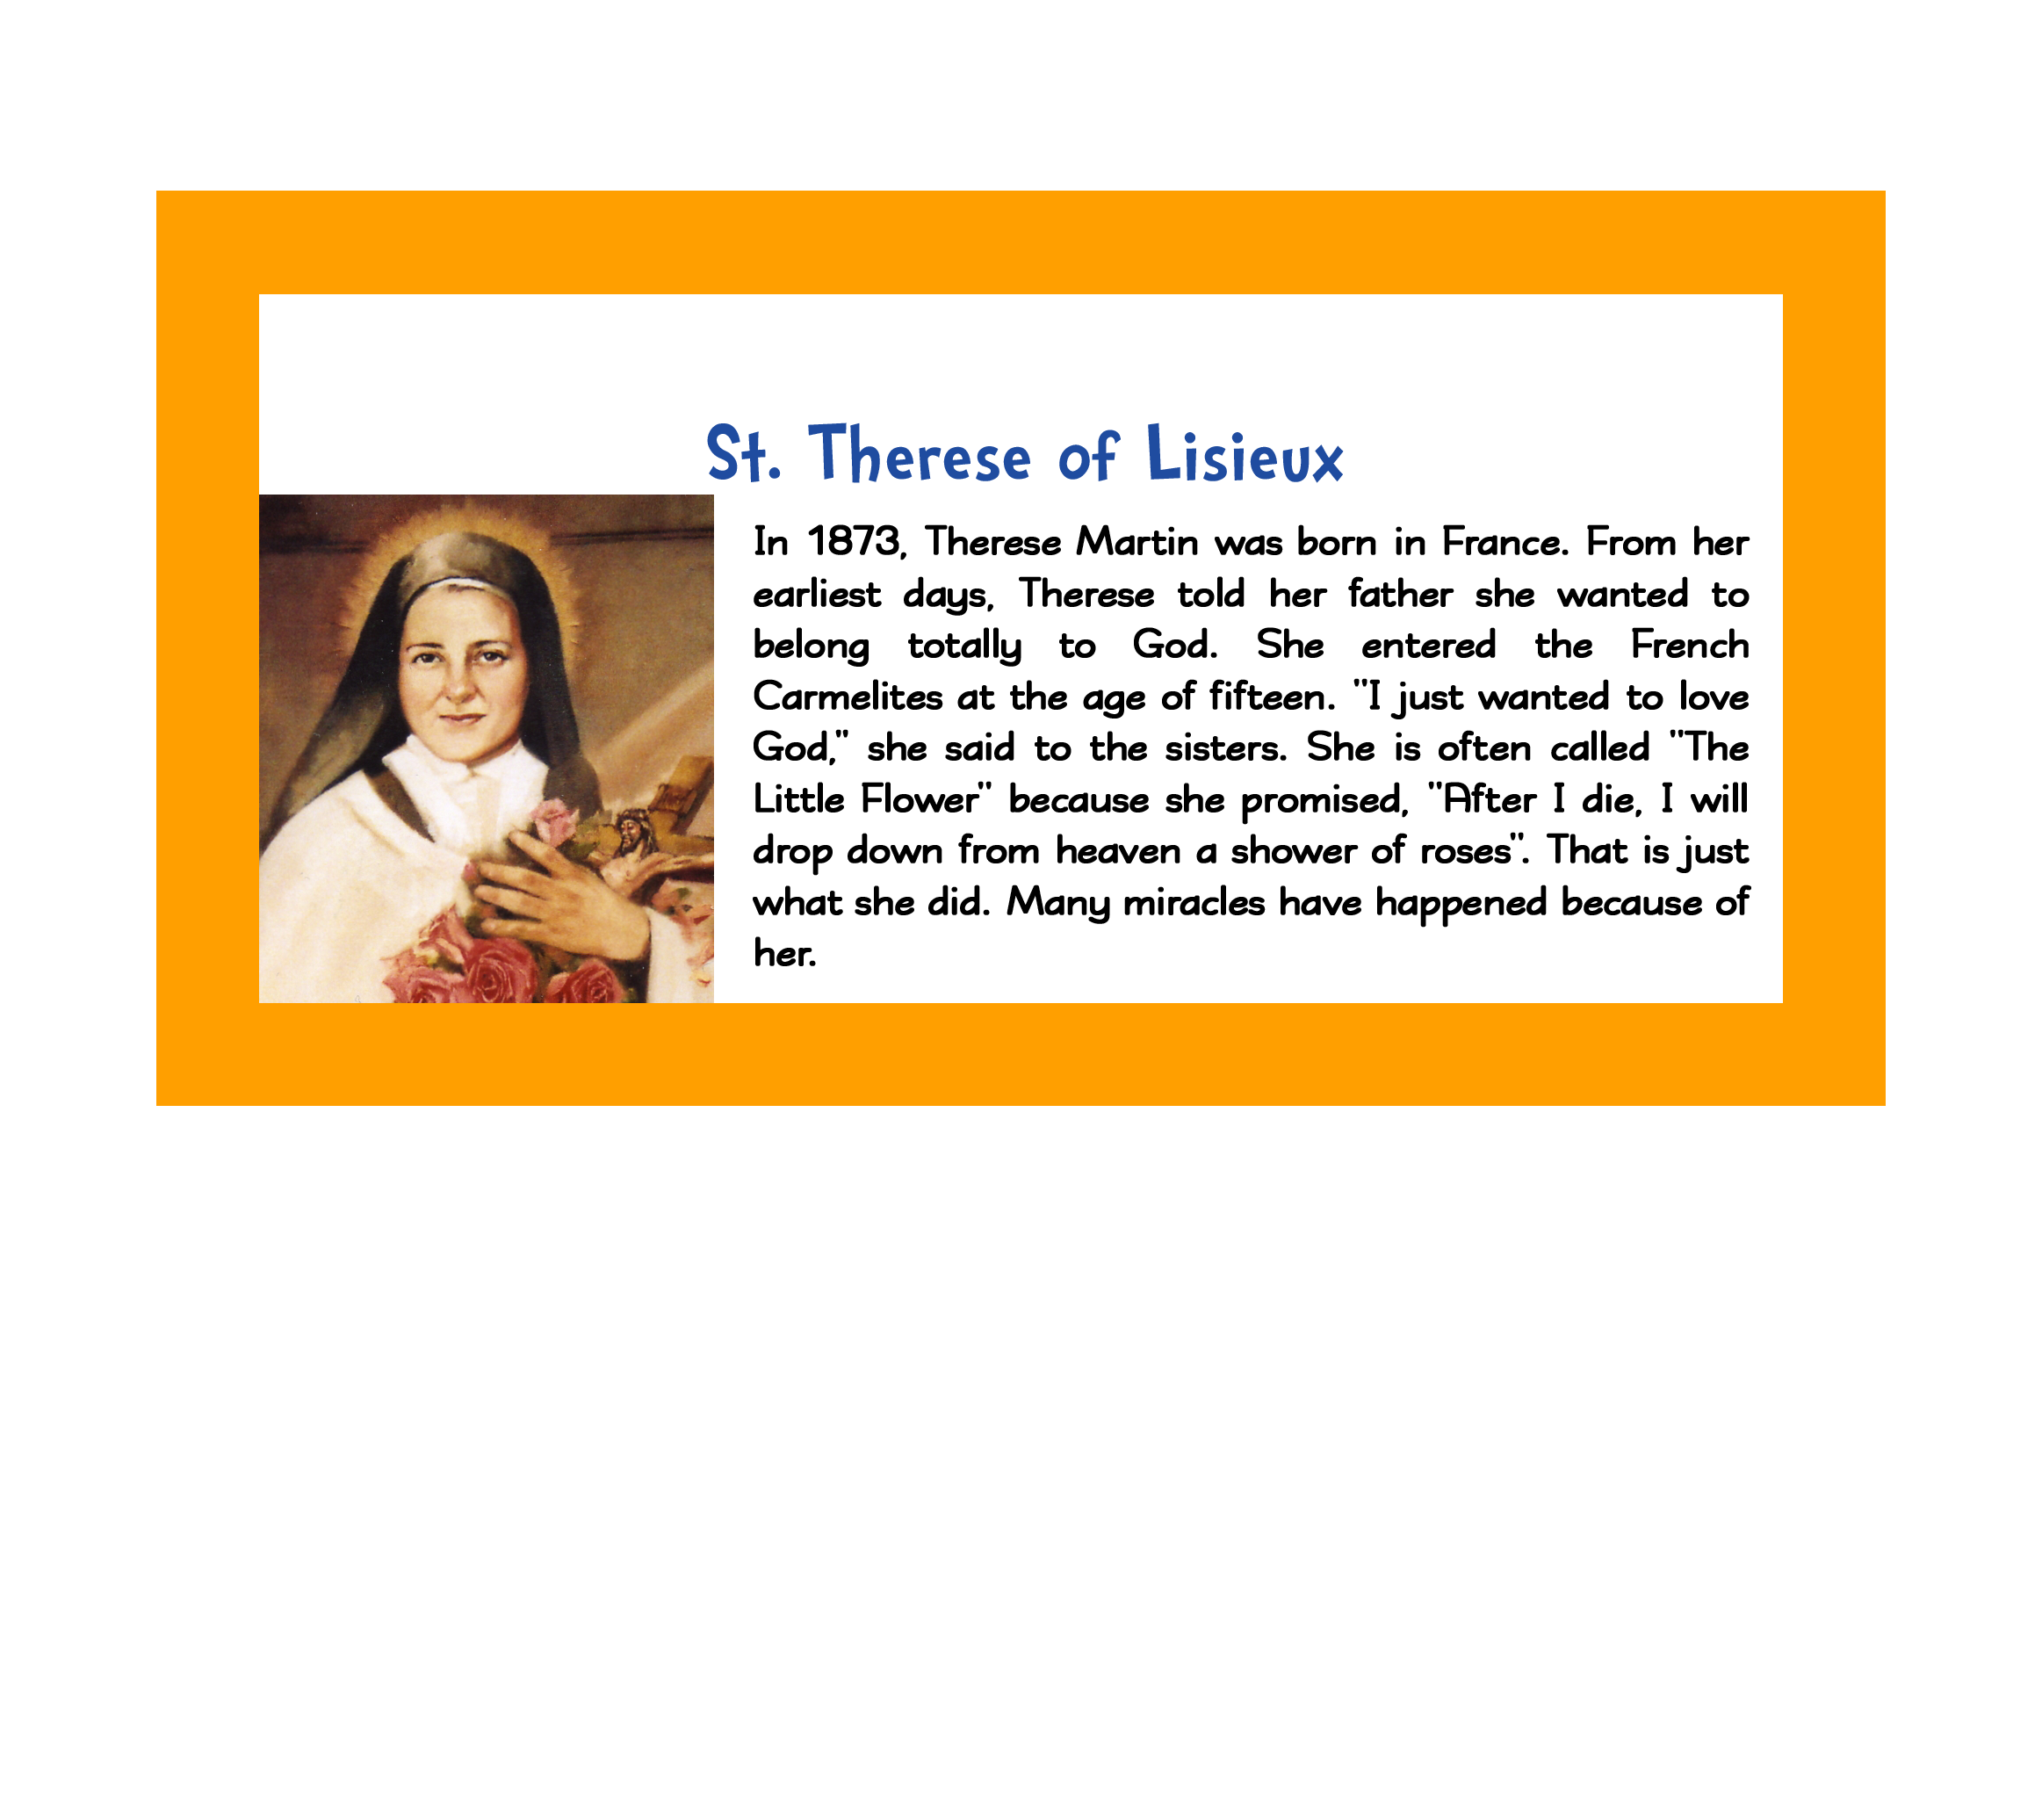 St. Therese of Lisieux
In 1873, Therese Martin was born in France. From her
earliest days, Therese told her father she wanted to
belong totally to God. She entered the French
Carmelites at the age of fifteen. "I just wanted to love
God," she said to the sisters. She is often called "The
Little Flower" because she promised, "After I die, I will
drop down from heaven a shower of roses". That is just
what she did. Many miracles have happened because of
her.